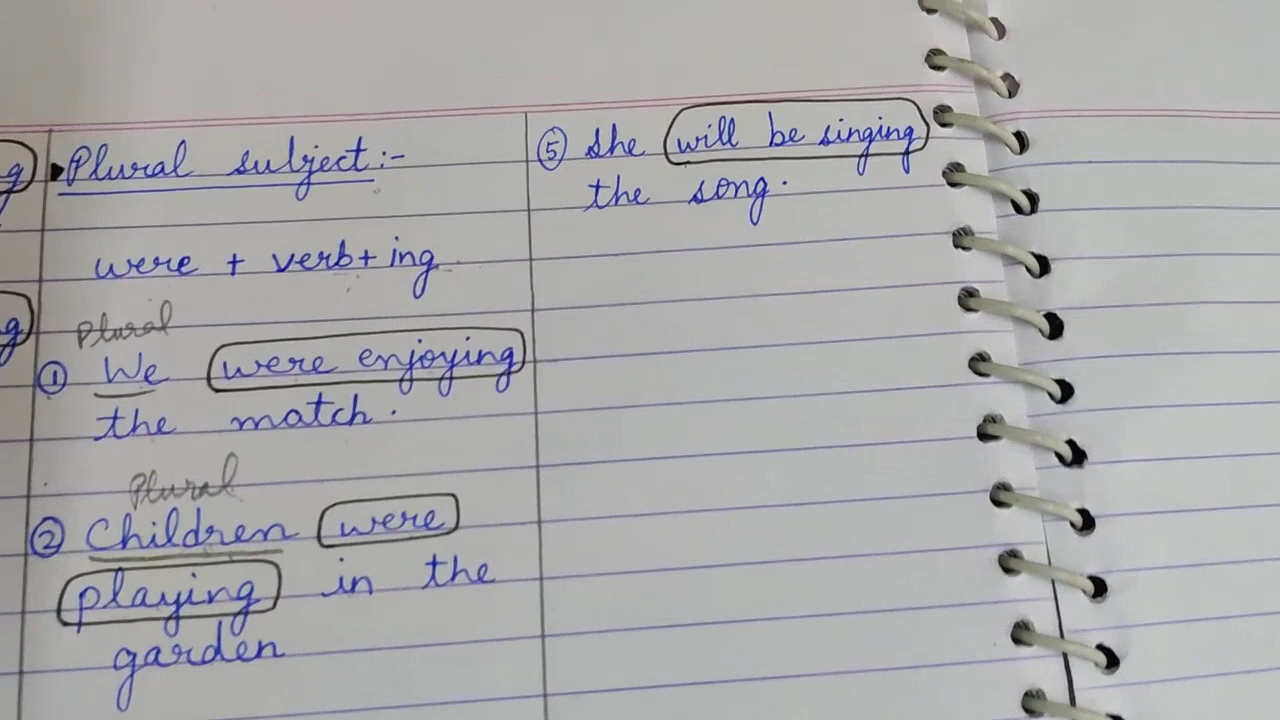 g
Plural subject:-
were + verb + ing
g
Plural
① We were enjoying
the match.
Plural
② Children were
playing in the
garden
⑤ She will be singing
the song.